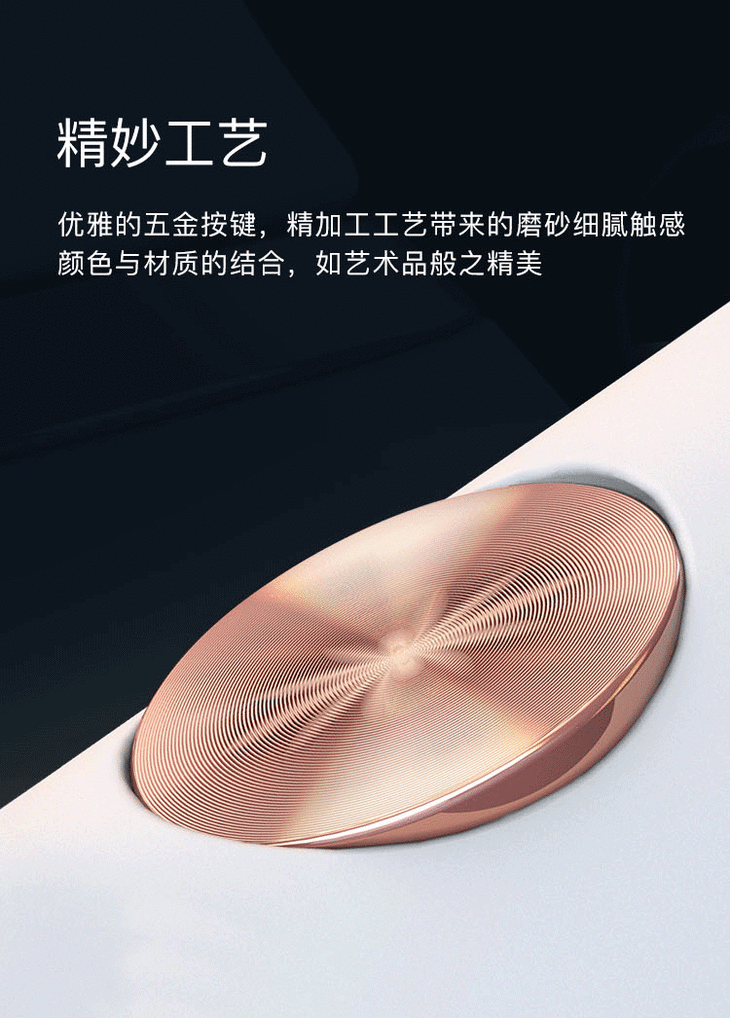 精妙工艺
优雅的五金按键，精加工工艺带来的磨砂细腻触感
颜色与材质的结合，如艺术品般之精美